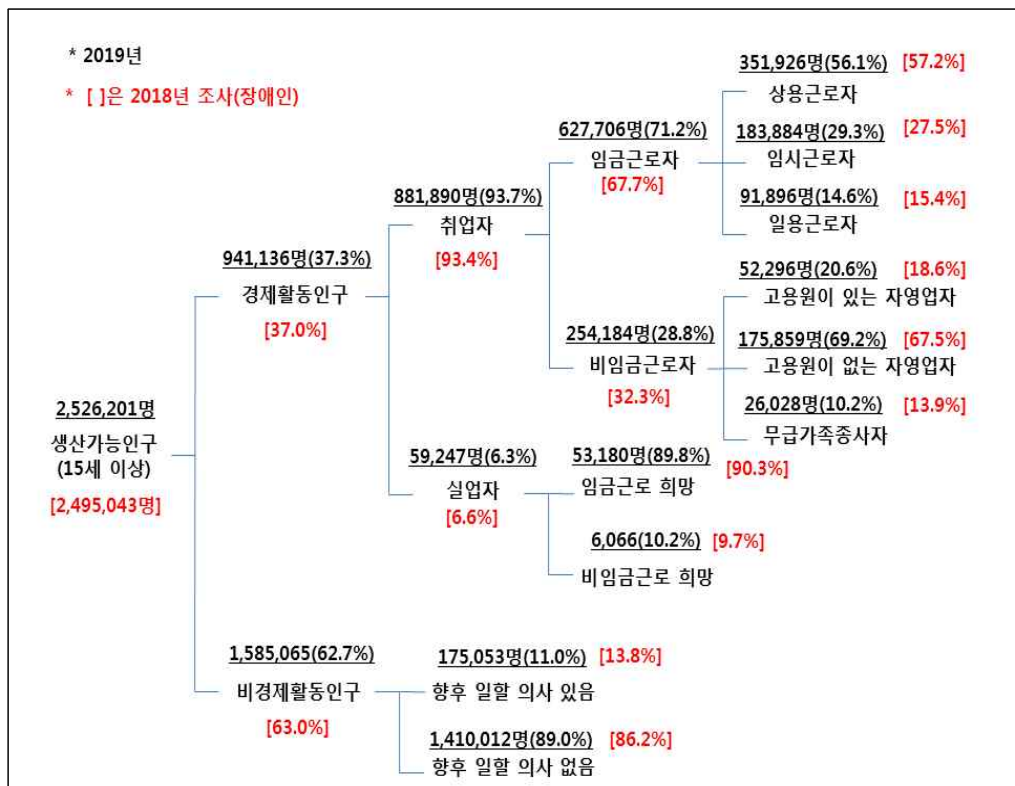 * 2019년
* [ ]은 2018년 조사(장애인)
351,926명(56.1%) [57.2%]
상용근로자
627,706명(71.2%)
임금근로자
[67.7%]
183,884명(29.3%) [27.5%]
임시근로자
91,896명(14.6%) [15.4%]
일용근로자
881,890명(93.7%)
취업자
[93.4%]
941,136명(37.3%)
경제활동인구
[37.0%]
52,296명(20.6%) [18.6%]
고용원이 있는 자영업자
254,184명(28.8%)
비임금근로자
[32.3%]
175,859명(69.2%) [67.5%]
고용원이 없는 자영업자
26,028명(10.2%) [13.9%]
무급가족종사자
2,526,201명
생산가능인구
(15세 이상)
[2,495,043명]
59,247명(6.3%)
실업자
[6.6%]
53,180명(89.8%) [90.3%]
임금근로 희망
6,066(10.2%) [9.7%]
비임금근로 희망
1,585,065(62.7%)
비경제활동인구
[63.0%]
175,053명(11.0%) [13.8%]
향후 일할 의사 있음
1,410,012명(89.0%) [86.2%]
향후 일할 의사 없음